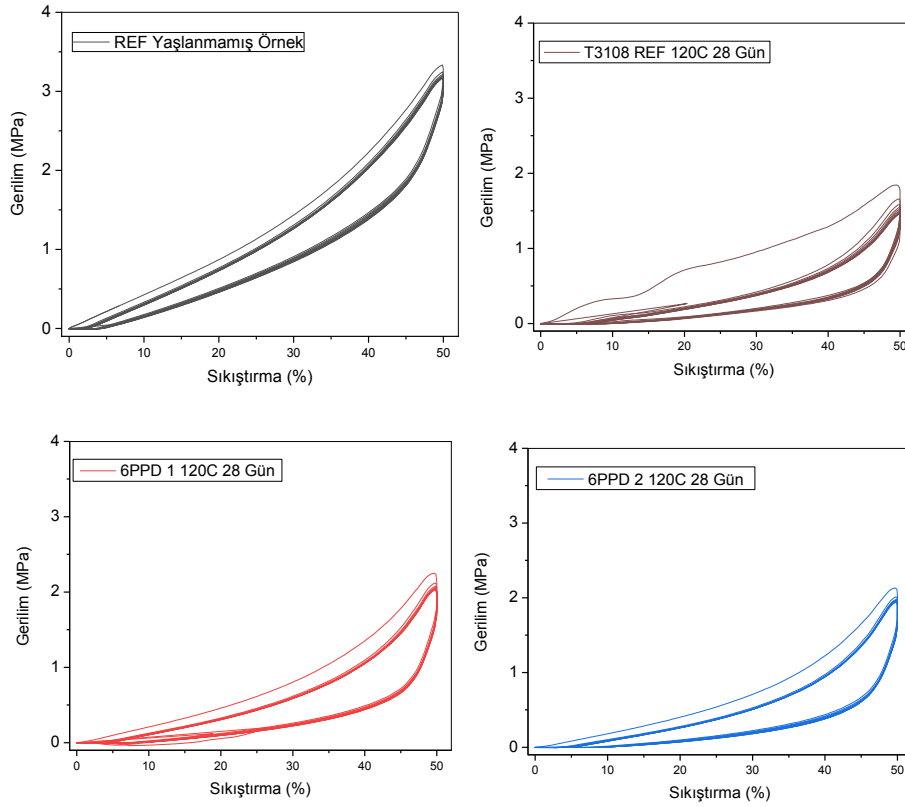 REF Yaşlanmamış Örnek
4
3
2
1
0
Gerilim (MPa)
0 10 20 30 40 50
Sıkıştırma (%)
T3108 REF 120C 28 Gün
4
3
2
1
0
Gerilim (MPa)
0 10 20 30 40 50
Sıkıştırma (%)
6PPD 1 120C 28 Gün
4
3
2
1
0
Gerilim (MPa)
0 10 20 30 40 50
Sıkıştırma (%)
6PPD 2 120C 28 Gün
4
3
2
1
0
Gerilim (MPa)
0 10 20 30 40 50
Sıkıştırma (%)